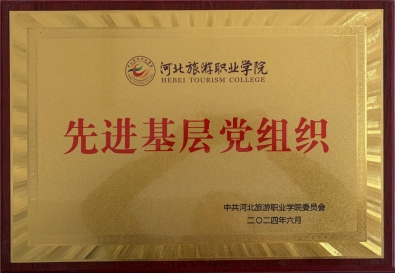 河北旅游职业学院
HEBEI TOURISM COLLEGE
先进基层党组织
中共河北旅游职业学院委员会
二〇二四年六月